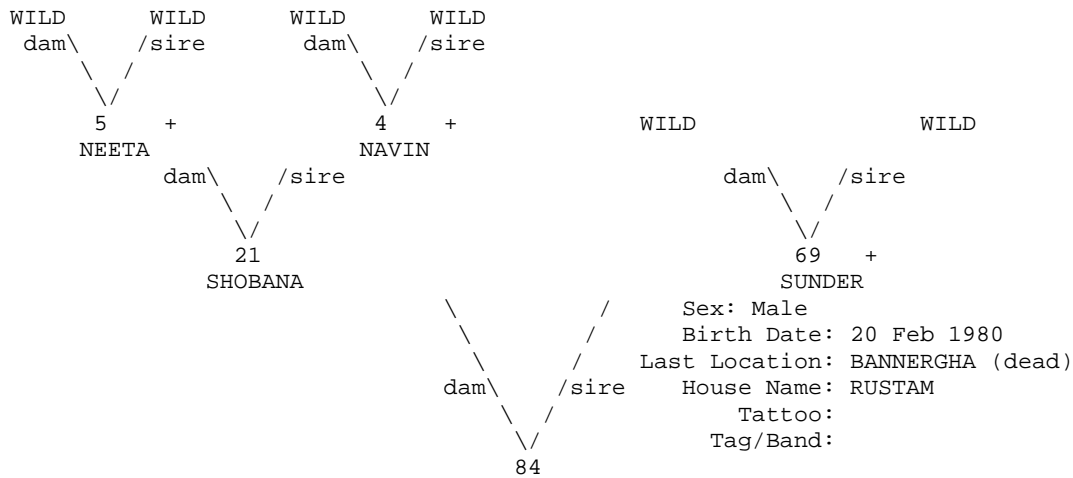 WILD WILD WILD WILD
dam\ /sire dam\ /sire
\ / \ /
\/ \/
5 + 4 + WILD WILD
NEETA NAVIN
dam\ /sire dam\ /sire
\ / \ /
\/ \/
21 69 +
SHOBANA SUNDER
\ / Sex: Male
\ / Birth Date: 20 Feb 1980
\ / Last Location: BANNERGHA (dead)
dam\ /sire House Name: RUSTAM
\ / Tattoo:
\/ Tag/Band:
84